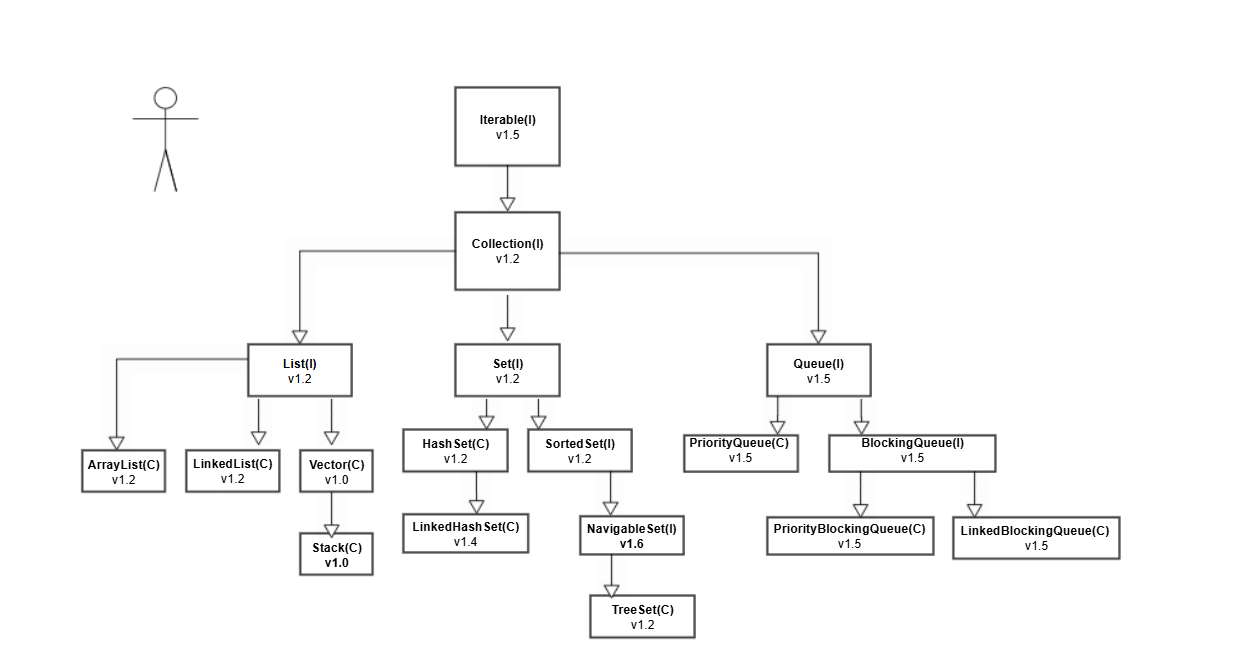 Iterable(I)
v1.5
Collection(I)
v1.2
List(I)
v1.2
Set(I)
v1.2
Queue(I)
v1.5
ArrayList(C)
v1.2
LinkedList(C)
v1.2
Vector(C)
v1.0
HashSet(C)
v1.2
SortedSet(I)
v1.2
PriorityQueue(C)
v1.5
BlockingQueue(I)
v1.5
Stack(C)
v1.0
LinkedHashSet(C)
v1.4
NavigableSet(I)
v1.6
PriorityBlockingQueue(C)
v1.5
LinkedBlockingQueue(C)
v1.5
TreeSet(C)
v1.2